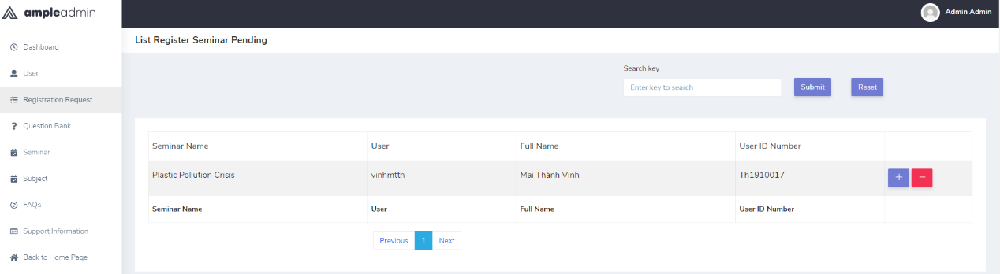 ampleadmin
Admin Admin
List Register Seminar Pending
Dashboard
User
Registration Request
Question Bank
Seminar
Subject
FAQs
Support Information
Back to Home Page
Search key
Enter key to search
Submit
Reset
Seminar Name User Full Name User ID Number
Plastic Pollution Crisis vinhmtth Mai Thành Vinh Th1910017 + −
Seminar Name User Full Name User ID Number
Previous 1 Next